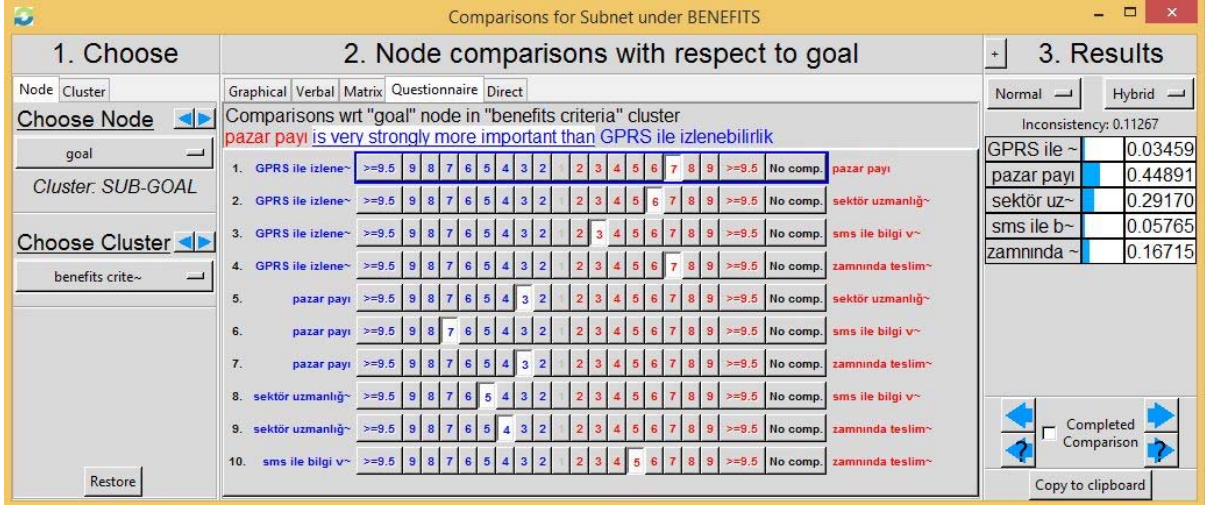 Comparisons for Subnet under BENEFITS
1. Choose
2. Node comparisons with respect to goal
+ 3. Results
Node Cluster
Graphical Verbal Matrix Questionnaire Direct
Normal Hybrid
Choose Node
goal
Cluster: SUB-GOAL
Choose Cluster
benefits crite~
Restore
Comparisons wrt "goal" node in "benefits criteria" cluster
pazar payı is very strongly more important than GPRS ile izlenebilirlik
1. GPRS ile izlene~ >=9.5 9 8 7 6 5 4 3 2 1 2 3 4 5 6 7 8 9 >=9.5 No comp. pazar payı
2. GPRS ile izlene~ >=9.5 9 8 7 6 5 4 3 2 1 2 3 4 5 6 7 8 9 >=9.5 No comp. sektör uzmanlığ~
3. GPRS ile izlene~ >=9.5 9 8 7 6 5 4 3 2 1 2 3 4 5 6 7 8 9 >=9.5 No comp. sms ile bilgi v~
4. GPRS ile izlene~ >=9.5 9 8 7 6 5 4 3 2 1 2 3 4 5 6 7 8 9 >=9.5 No comp. zamnında teslim~
5. pazar payı >=9.5 9 8 7 6 5 4 3 2 1 2 3 4 5 6 7 8 9 >=9.5 No comp. sektör uzmanlığ~
6. pazar payı >=9.5 9 8 7 6 5 4 3 2 1 2 3 4 5 6 7 8 9 >=9.5 No comp. sms ile bilgi v~
7. pazar payı >=9.5 9 8 7 6 5 4 3 2 1 2 3 4 5 6 7 8 9 >=9.5 No comp. zamnında teslim~
8. sektör uzmanlığ~ >=9.5 9 8 7 6 5 4 3 2 1 2 3 4 5 6 7 8 9 >=9.5 No comp. sms ile bilgi v~
9. sektör uzmanlığ~ >=9.5 9 8 7 6 5 4 3 2 1 2 3 4 5 6 7 8 9 >=9.5 No comp. zamnında teslim~
10. sms ile bilgi v~ >=9.5 9 8 7 6 5 4 3 2 1 2 3 4 5 6 7 8 9 >=9.5 No comp. zamnında teslim~
Inconsistency: 0.11267
GPRS ile ~ 0.03459
pazar payı 0.44891
sektör uz~ 0.29170
sms ile b~ 0.05765
zamnında ~ 0.16715
Completed
Comparison
? ?
Copy to clipboard